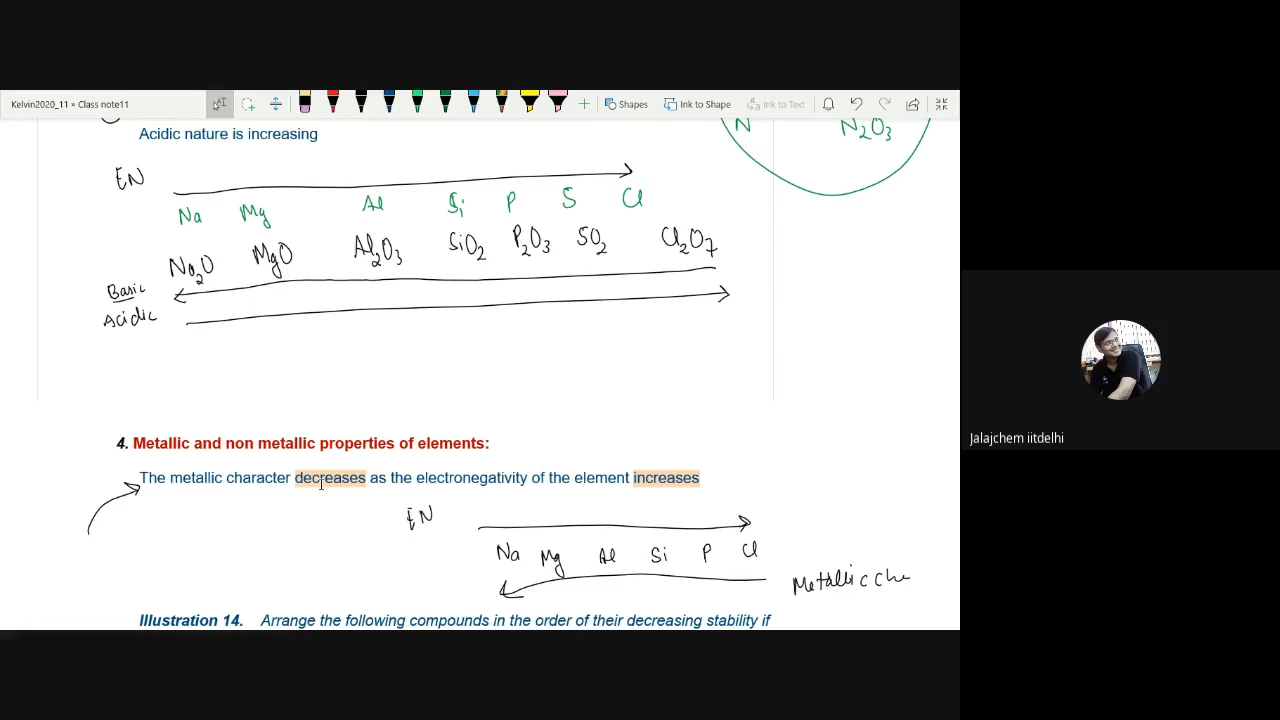 Kelvin2020_11 » Class note11
Shapes
Ink to Shape
Ink to Text
Acidic nature is increasing
N N2O3
EN
Na Mg Al Si P S Cl
Na2O MgO Al2O3 SiO2 P2O3 SO2 Cl2O7
Basic
Acidic
4. Metallic and non metallic properties of elements:
The metallic character decreases as the electronegativity of the element increases
EN
Na Mg Al Si P Cl
Metallic che
Illustration 14. Arrange the following compounds in the order of their decreasing stability if
Jalajchem iitdelhi